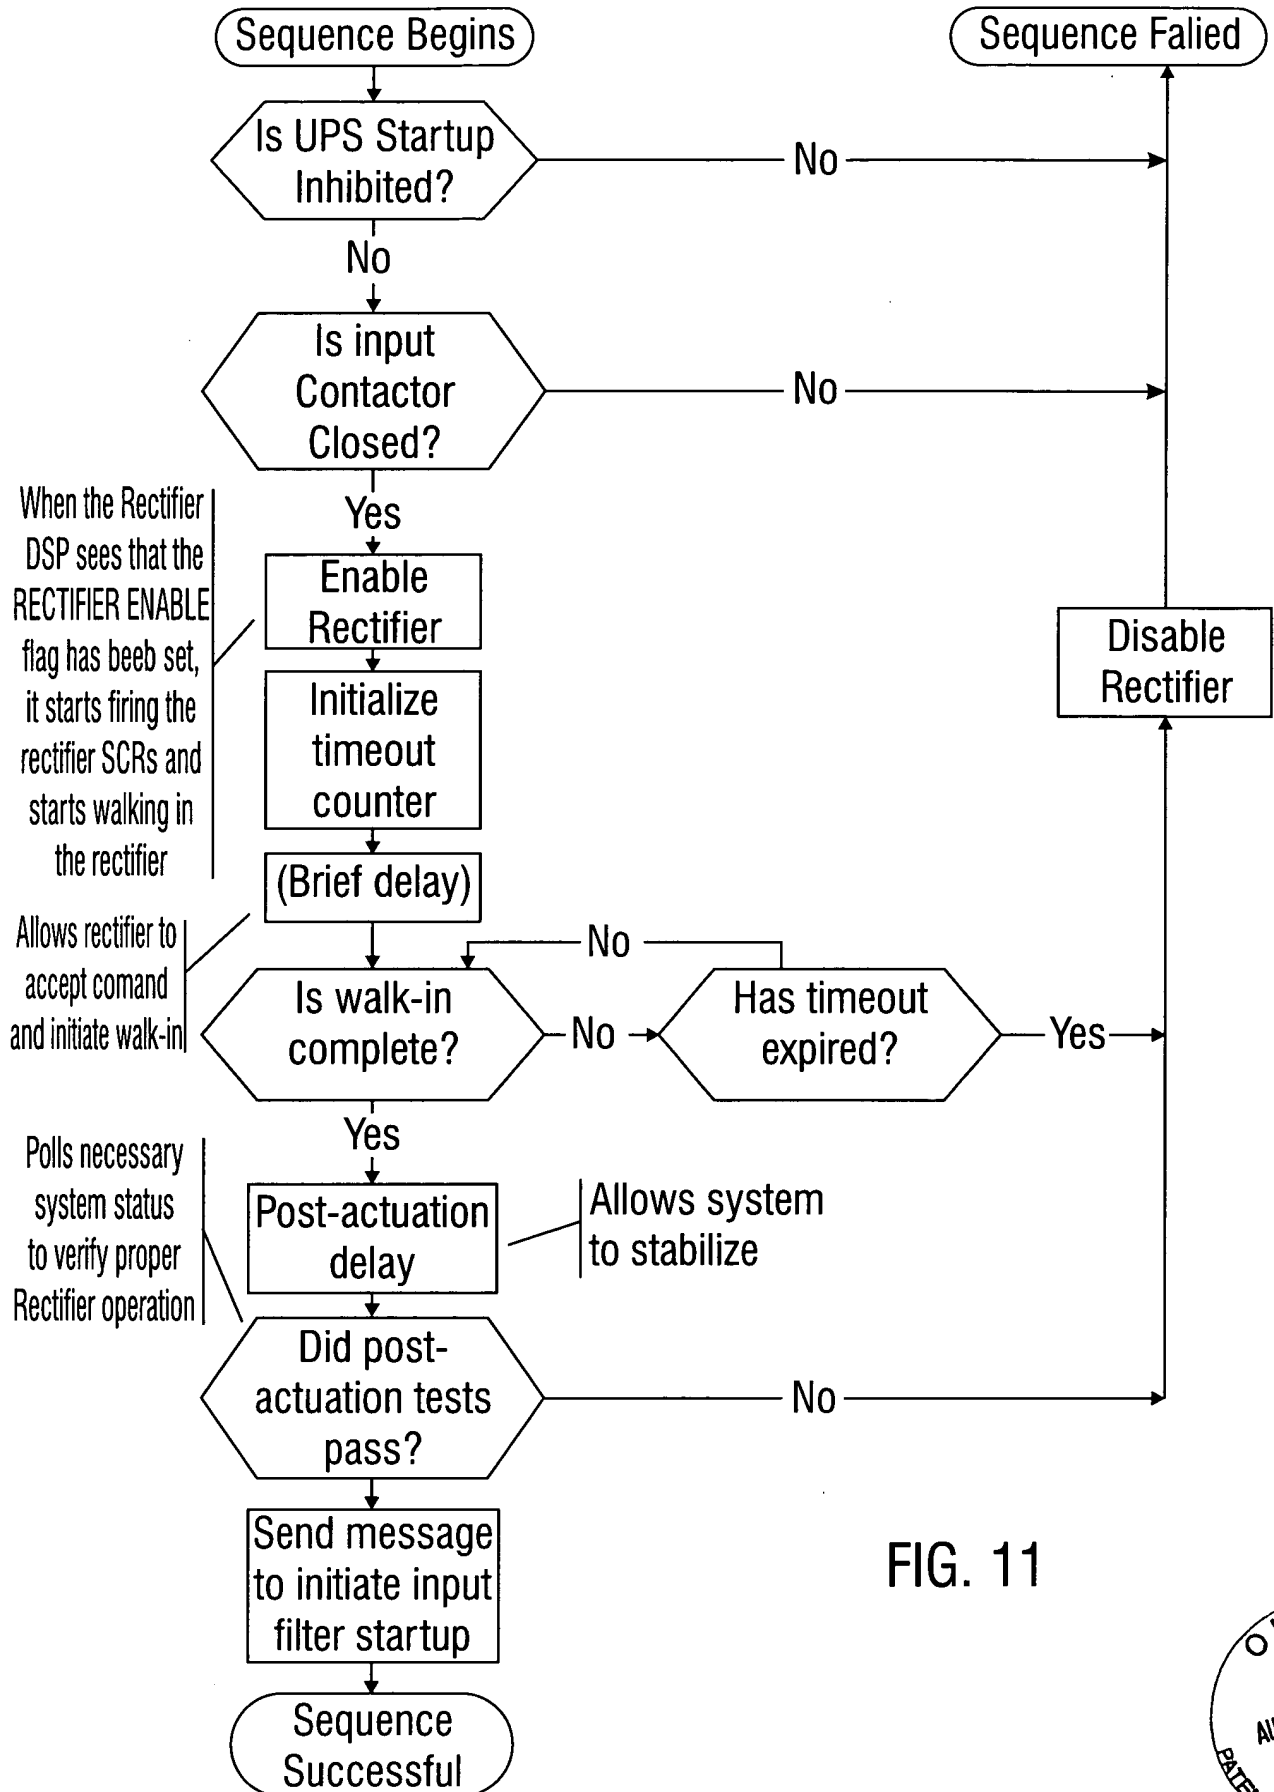 Sequence Begins
Sequence Falied
Is UPS Startup
Inhibited?
No
No
Is input
Contactor
Closed?
No
Yes
When the Rectifier
DSP sees that the
RECTIFIER ENABLE
flag has beeb set,
it starts firing the
rectifier SCRs and
starts walking in
the rectifier
Enable
Rectifier
Disable
Rectifier
Initialize
timeout
counter
(Brief delay)
Allows rectifier to
accept comand
and initiate walk-in
No
Is walk-in
complete?
No
Has timeout
expired?
Yes
Yes
Polls necessary
system status
to verify proper
Rectifier operation
Post-actuation
delay
Allows system
to stabilize
Did post-
actuation tests
pass?
No
Send message
to initiate input
filter startup
FIG. 11
Sequence
Successful